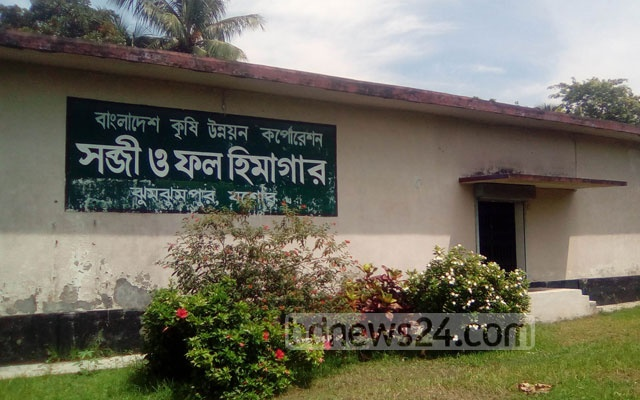 বাংলাদেশ কৃষি উন্নয়ন কর্পোরেশন
সব্জী ও ফল হিমাগার
ঝুমঝুমপুর, যশোর
bdnews24.com